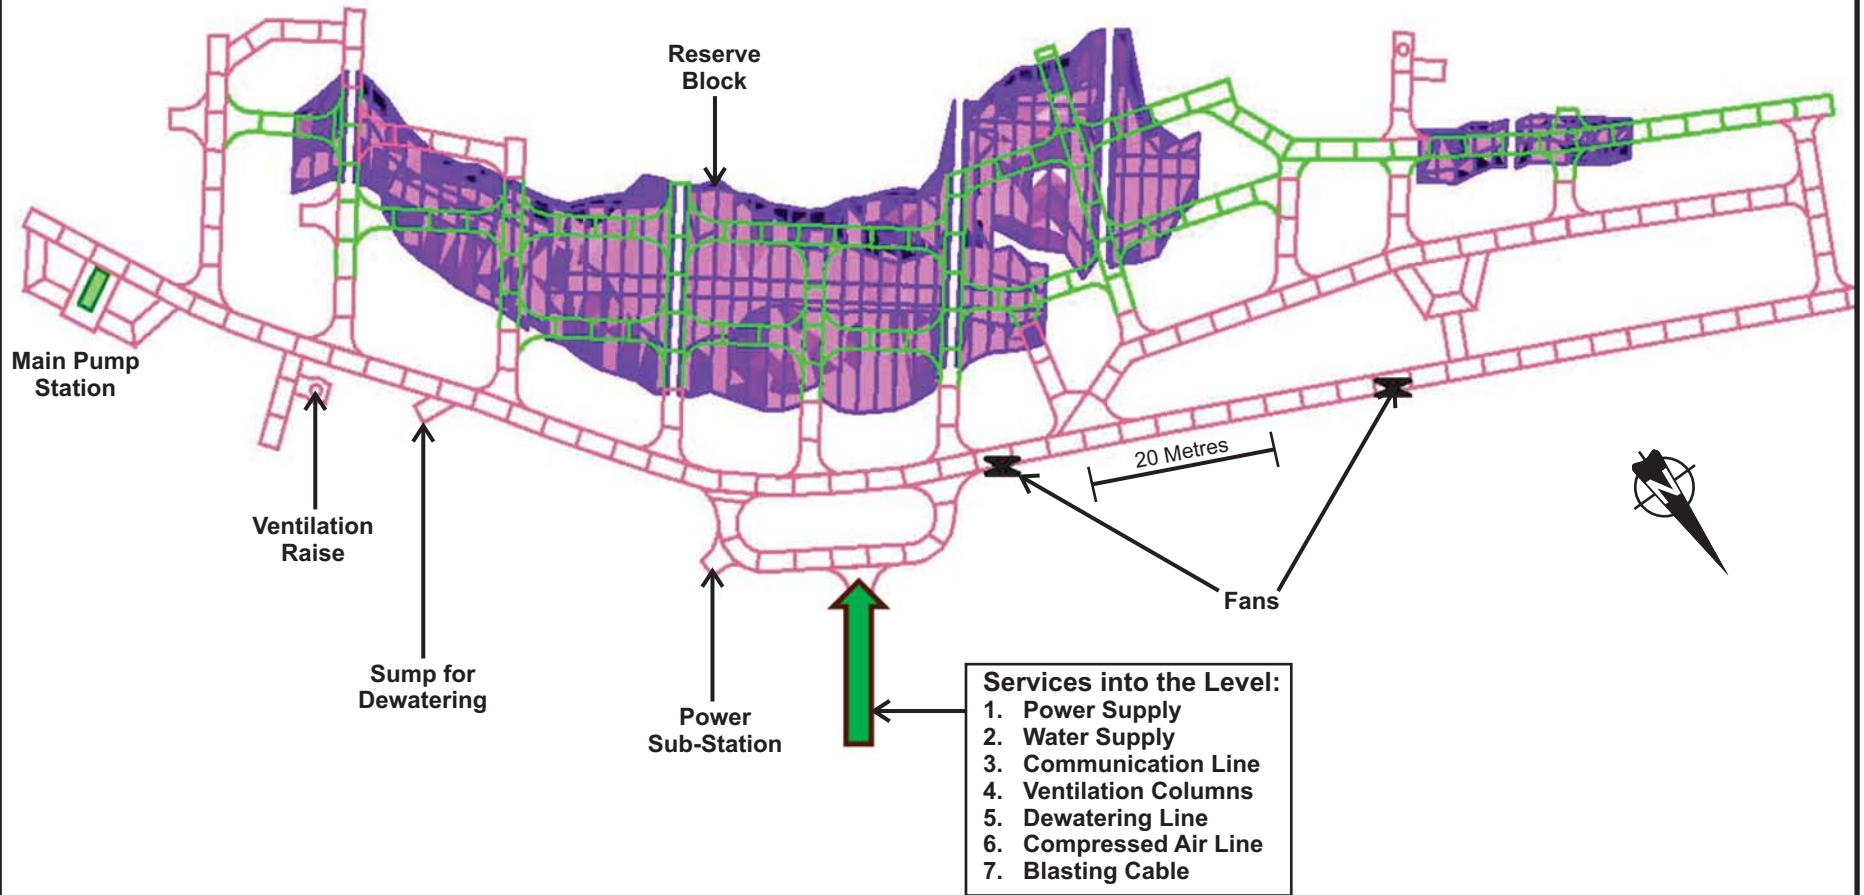 Reserve
Block
Main Pump
Station
20 Metres
Ventilation
Raise
Fans
Sump for
Dewatering
Power
Sub-Station
Services into the Level:
1. Power Supply
2. Water Supply
3. Communication Line
4. Ventilation Columns
5. Dewatering Line
6. Compressed Air Line
7. Blasting Cable